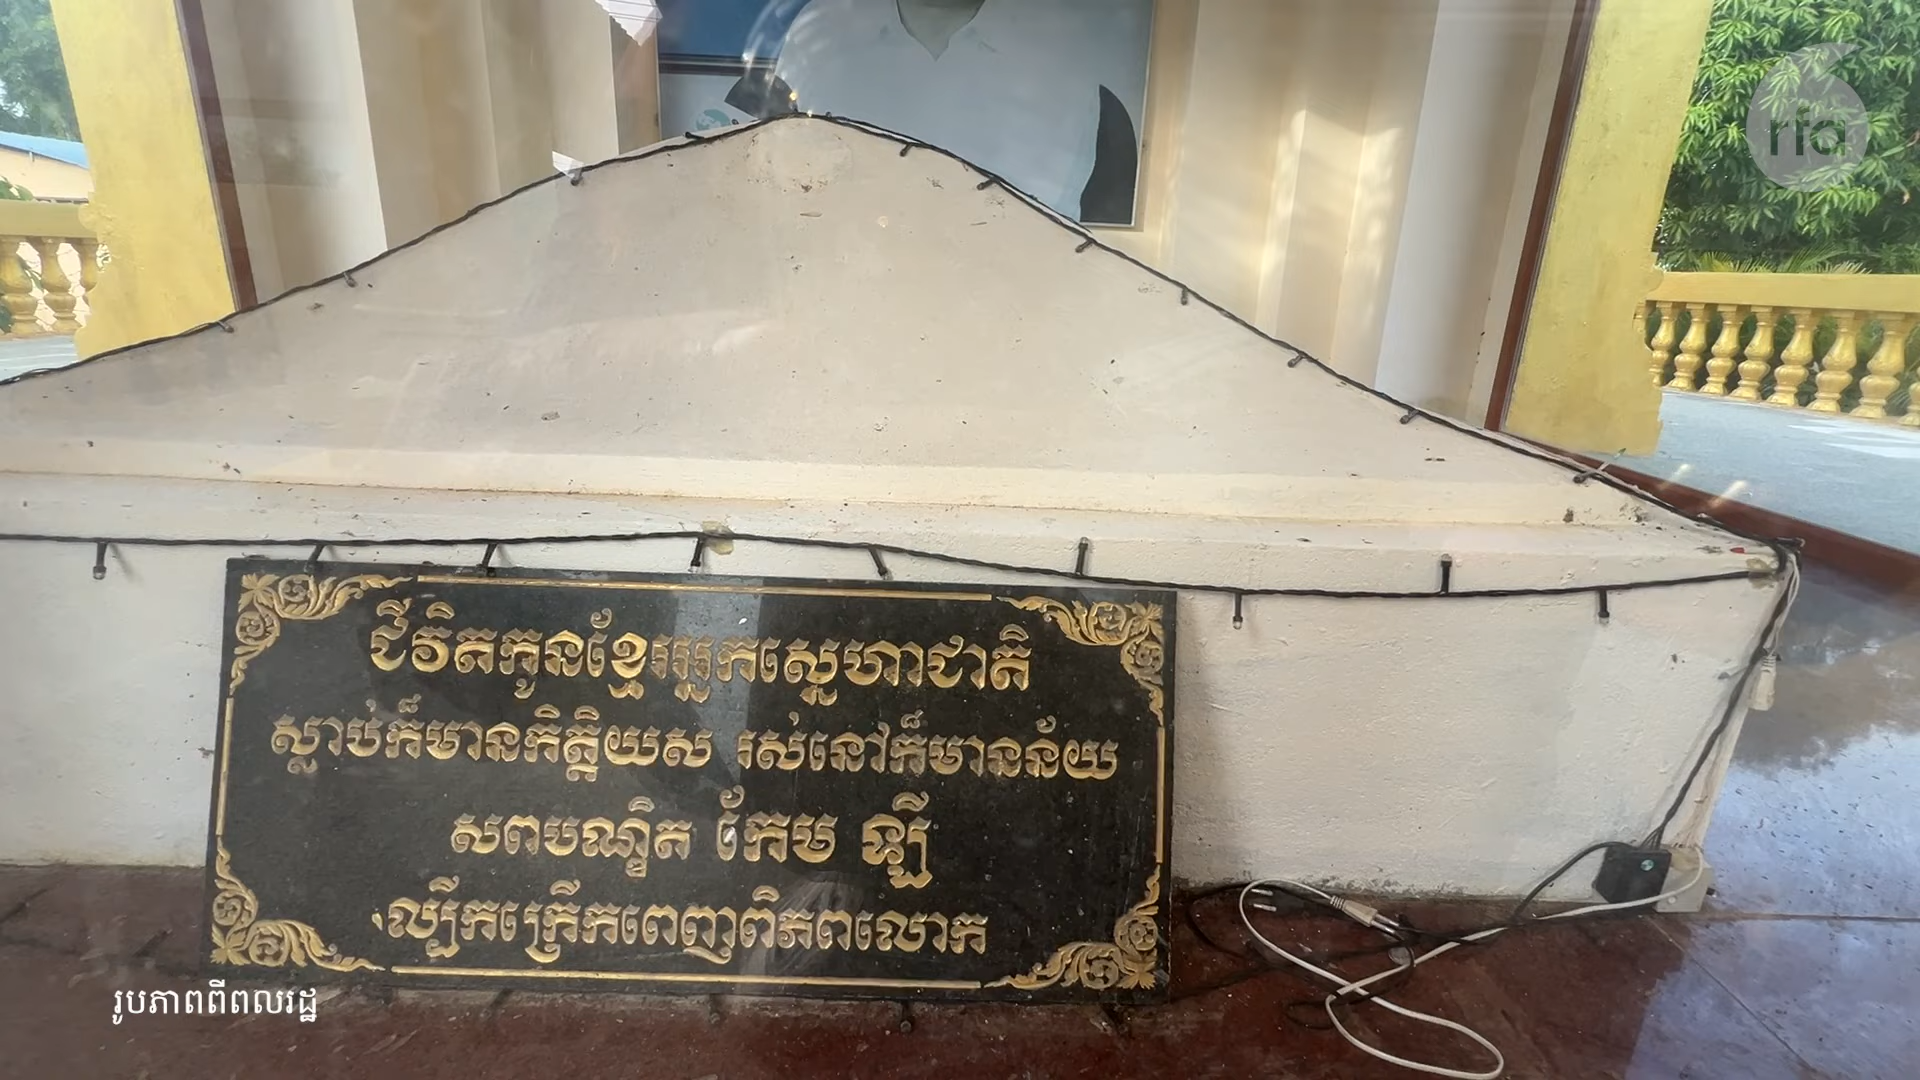 rfa
ជីវិតកូនខ្មែរអ្នកស្នេហាជាតិ
ស្លាប់ក៏មានកិត្តិយស រស់នៅក៏មានន័យ
សពបណ្ឌិត កែម ឡី
ល្បីរកក្រើកពេញពិភពលោក
រូបភាពពីពលរដ្ឋ